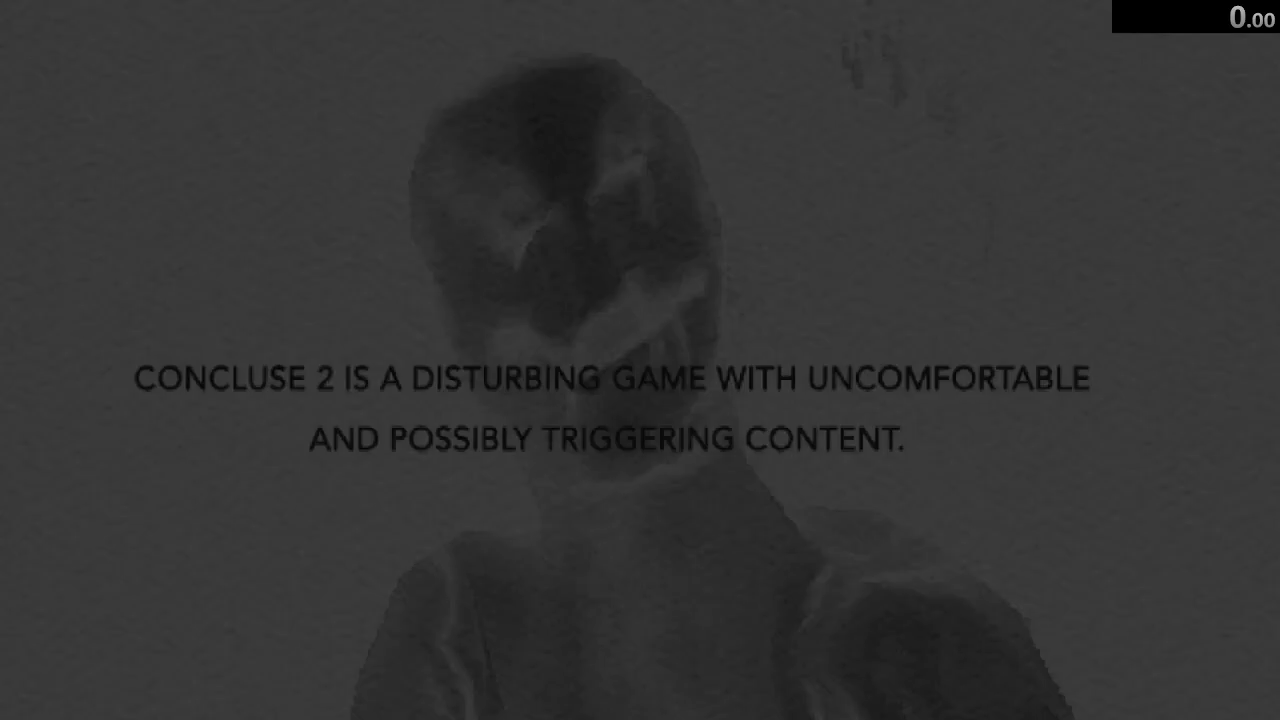 0.00
CONCLUSE 2 IS A DISTURBING GAME WITH UNCOMFORTABLE
AND POSSIBLY TRIGGERING CONTENT.